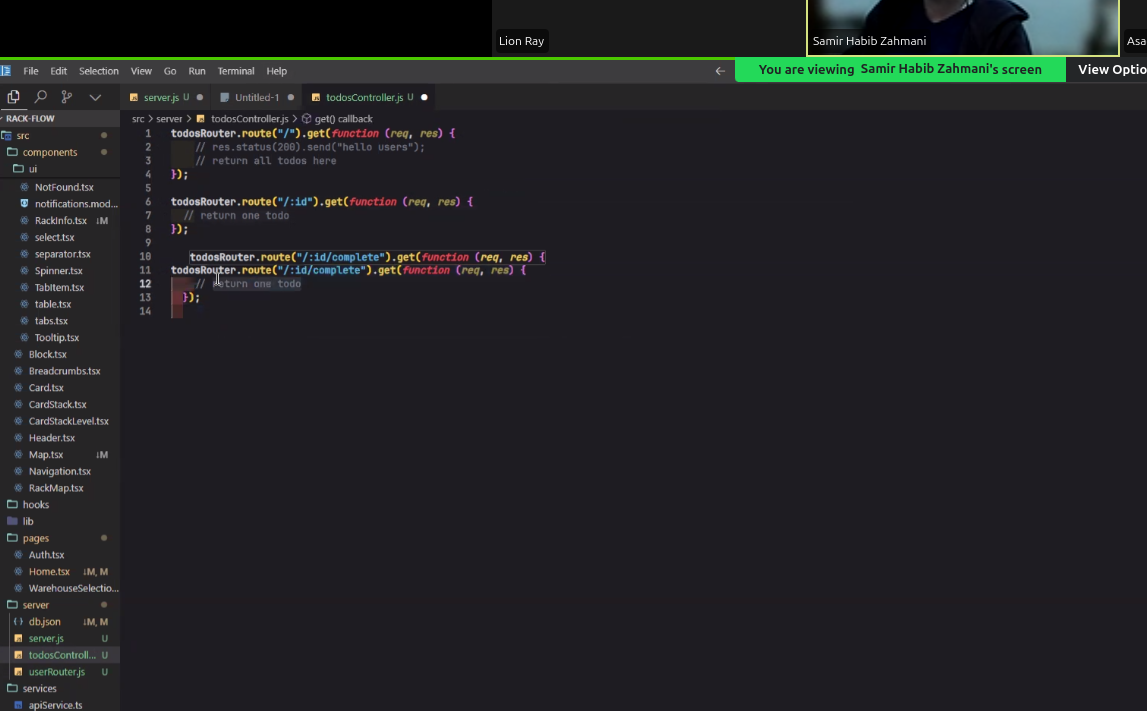 Lion Ray
Samir Habib Zahmani
Asa
File Edit Selection View Go Run Terminal Help
You are viewing Samir Habib Zahmani's screen
View Optio
server.js U
Untitled-1
todosController.js U
RACK-FLOW
src > server > todosController.js > get() callback
src
components
ui
NotFound.tsx
notifications.mod...
RackInfo.tsx ↓M
select.tsx
separator.tsx
Spinner.tsx
TabItem.tsx
table.tsx
tabs.tsx
Tooltip.tsx
Block.tsx
Breadcrumbs.tsx
Card.tsx
CardStack.tsx
CardStackLevel.tsx
Header.tsx
Map.tsx ↓M
Navigation.tsx
RackMap.tsx
hooks
lib
pages
Auth.tsx
Home.tsx ↓M, M
WarehouseSelectio...
server
db.json ↓M, M
server.js U
todosControll... U
userRouter.js U
services
apiService.ts
1 todosRouter.route("/").get(function (req, res) {
2 // res.status(200).send("hello users");
3 // return all todos here
4 });
5
6 todosRouter.route("/:id").get(function (req, res) {
7 // return one todo
8 });
9
10 todosRouter.route("/:id/complete").get(function (req, res) {
11 todosRouter.route("/:id/complete").get(function (req, res) {
12 // return one todo
13 });
14